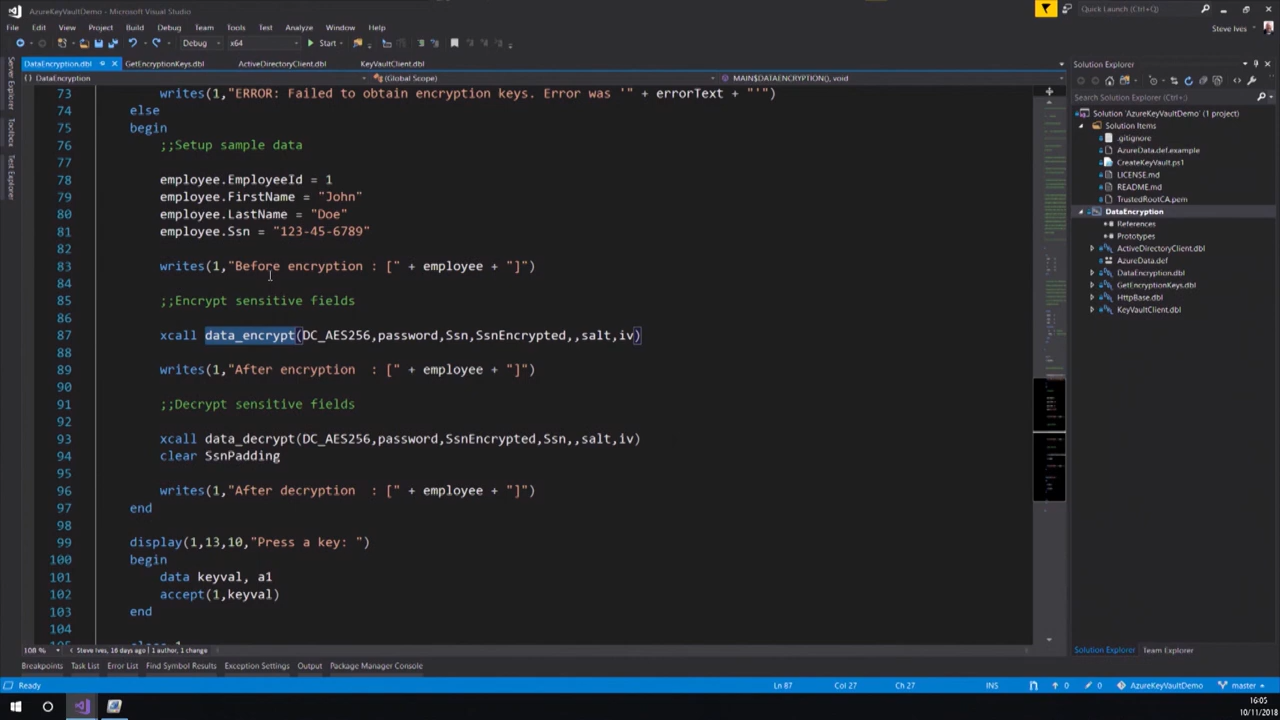 AzureKeyVaultDemo - Microsoft Visual Studio
Quick Launch (Ctrl+Q)
File Edit View Project Build Debug Team Tools Test Analyze Window Help
Steve Ives
Debug x64 Start
DataEncryption.dbl GetEncryptionKeys.dbl ActiveDirectoryClient.dbl KeyVaultClient.dbl
DataEncryption (Global Scope) MAIN$DATAENCRYPTION(), void
Server Explorer
Toolbox
Test Explorer
73 writes(1,"ERROR: Failed to obtain encryption keys. Error was '" + errorText + "'")
74 else
75 begin
76 ;;Setup sample data
77
78 employee.EmployeeId = 1
79 employee.FirstName = "John"
80 employee.LastName = "Doe"
81 employee.Ssn = "123-45-6789"
82
83 writes(1,"Before encryption : [" + employee + "]")
84
85 ;;Encrypt sensitive fields
86
87 xcall data_encrypt(DC_AES256,password,Ssn,SsnEncrypted,,salt,iv)
88
89 writes(1,"After encryption  : [" + employee + "]")
90
91 ;;Decrypt sensitive fields
92
93 xcall data_decrypt(DC_AES256,password,SsnEncrypted,Ssn,,salt,iv)
94 clear SsnPadding
95
96 writes(1,"After decryption  : [" + employee + "]")
97 end
98
99 display(1,13,10,"Press a key: ")
100 begin
101 data keyval, a1
102 accept(1,keyval)
103 end
104
108 % Steve Ives, 16 days ago | 1 author, 1 change
Solution Explorer
Search Solution Explorer (Ctrl+;)
Solution 'AzureKeyVaultDemo' (1 project)
Solution Items
.gitignore
AzureData.def.example
CreateKeyVault.ps1
LICENSE.md
README.md
TrustedRootCA.pem
DataEncryption
References
Prototypes
ActiveDirectoryClient.dbl
AzureData.def
DataEncryption.dbl
GetEncryptionKeys.dbl
HttpBase.dbl
KeyVaultClient.dbl
Solution Explorer Team Explorer
Breakpoints Task List Error List Find Symbol Results Exception Settings Output Package Manager Console
Ready Ln 87 Col 27 Ch 27 INS 0 0 AzureKeyVaultDemo master
16:05
10/11/2018